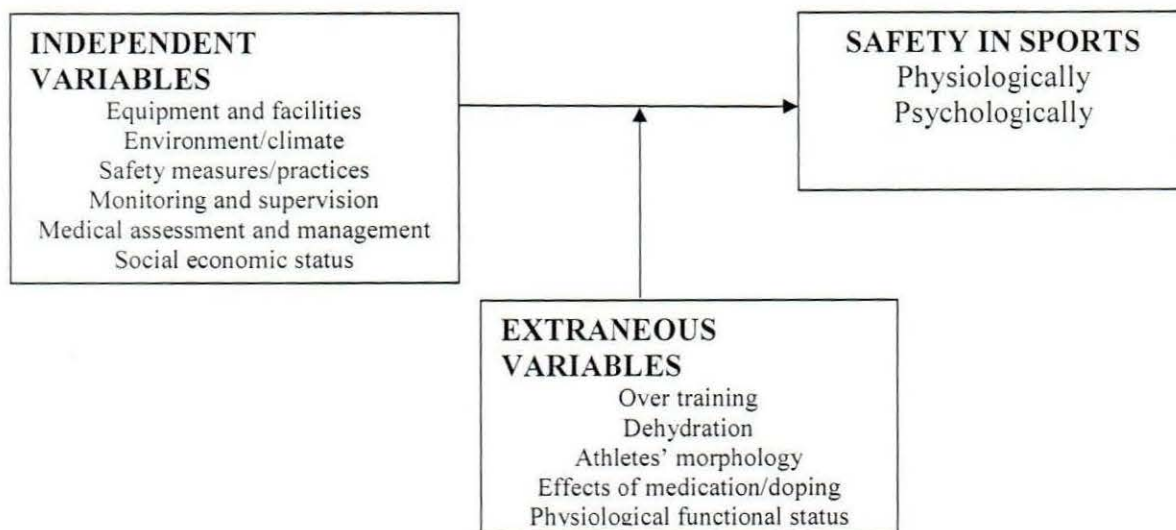 INDEPENDENT
VARIABLES
Equipment and facilities
Environment/climate
Safety measures/practices
Monitoring and supervision
Medical assessment and management
Social economic status
SAFETY IN SPORTS
Physiologically
Psychologically
EXTRANEOUS
VARIABLES
Over training
Dehydration
Athletes' morphology
Effects of medication/doping
Physiological functional status